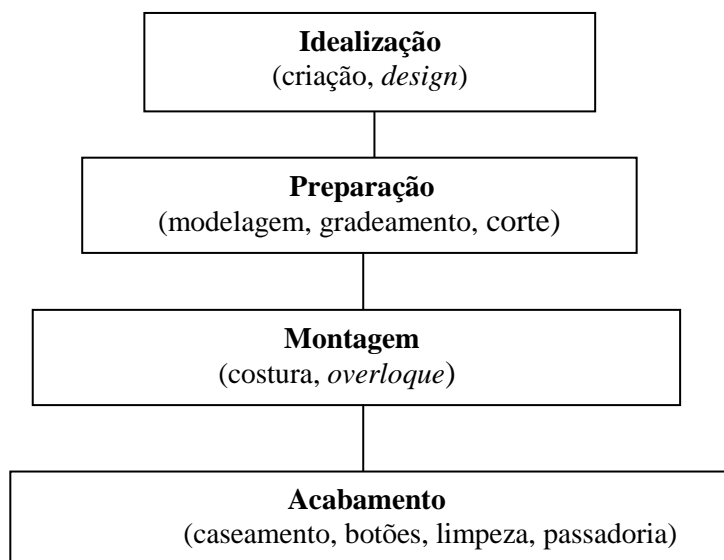 Idealização
(criação, design)
Preparação
(modelagem, gradeamento, corte)
Montagem
(costura, overloque)
Acabamento
(caseamento, botões, limpeza, passadoria)